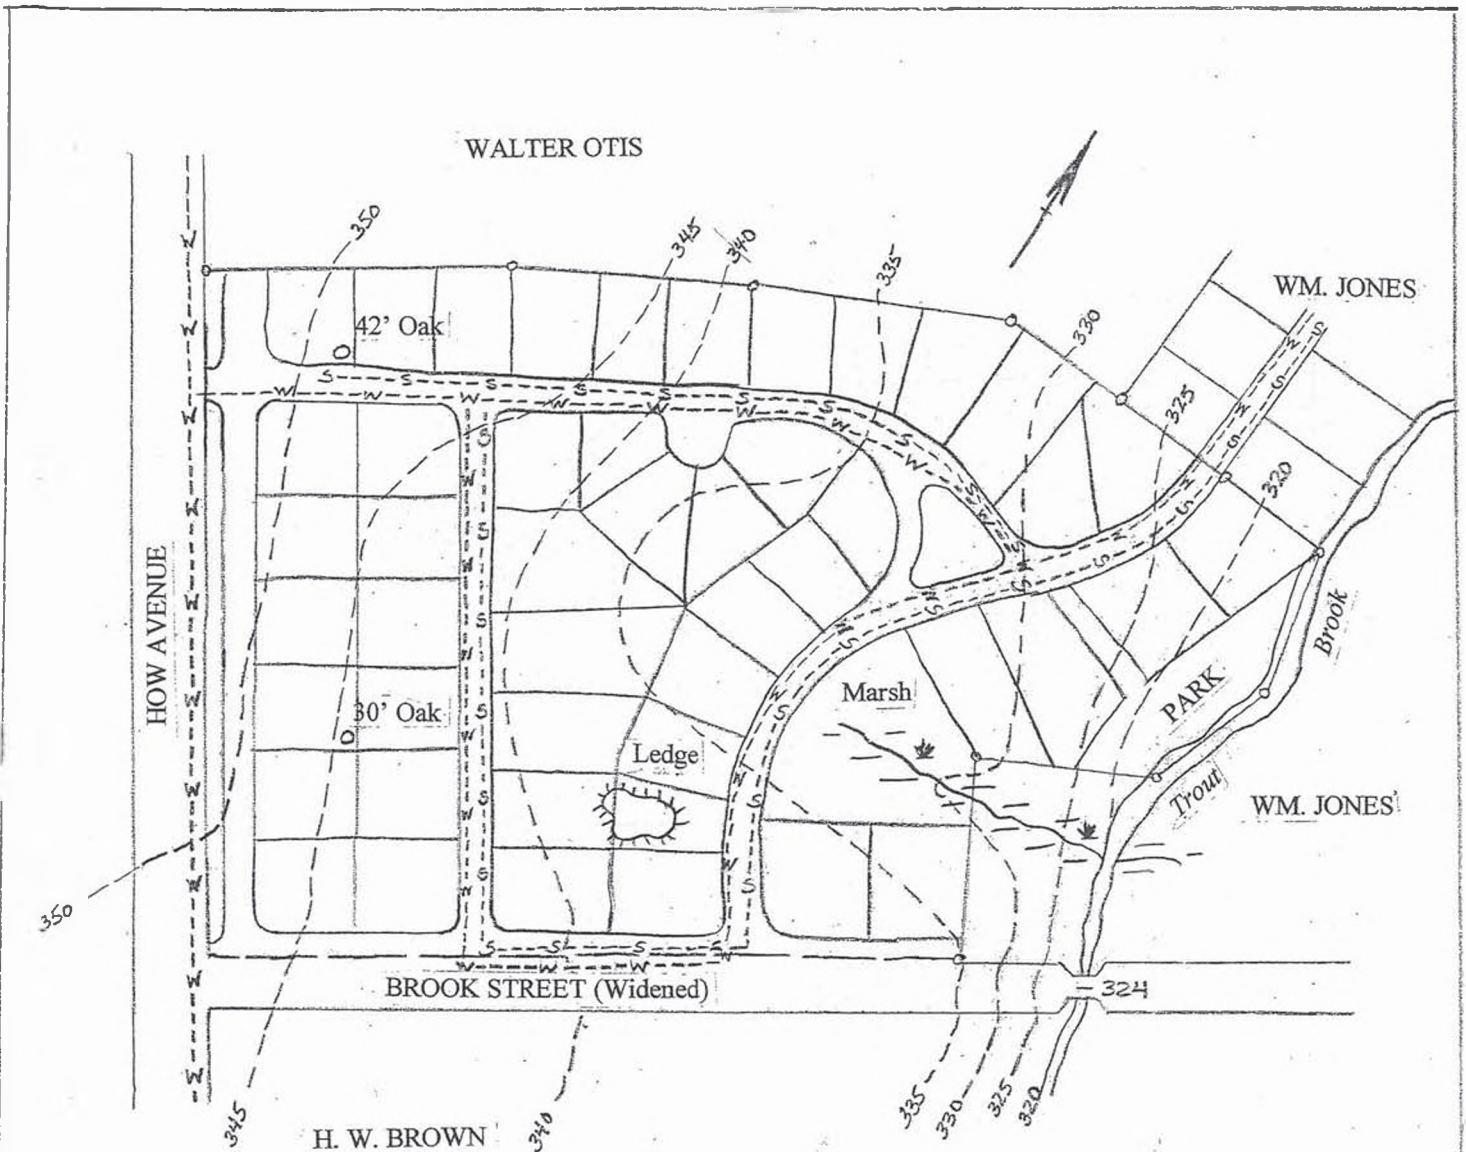 WALTER OTIS
350
345
340
335
330
WM. JONES
325
320
42' Oak
HOW AVENUE
30' Oak
Marsh
Ledge
PARK
Brook
Trout
WM. JONES
350
BROOK STREET (Widened)
324
345
H. W. BROWN
340
335
330
325
320